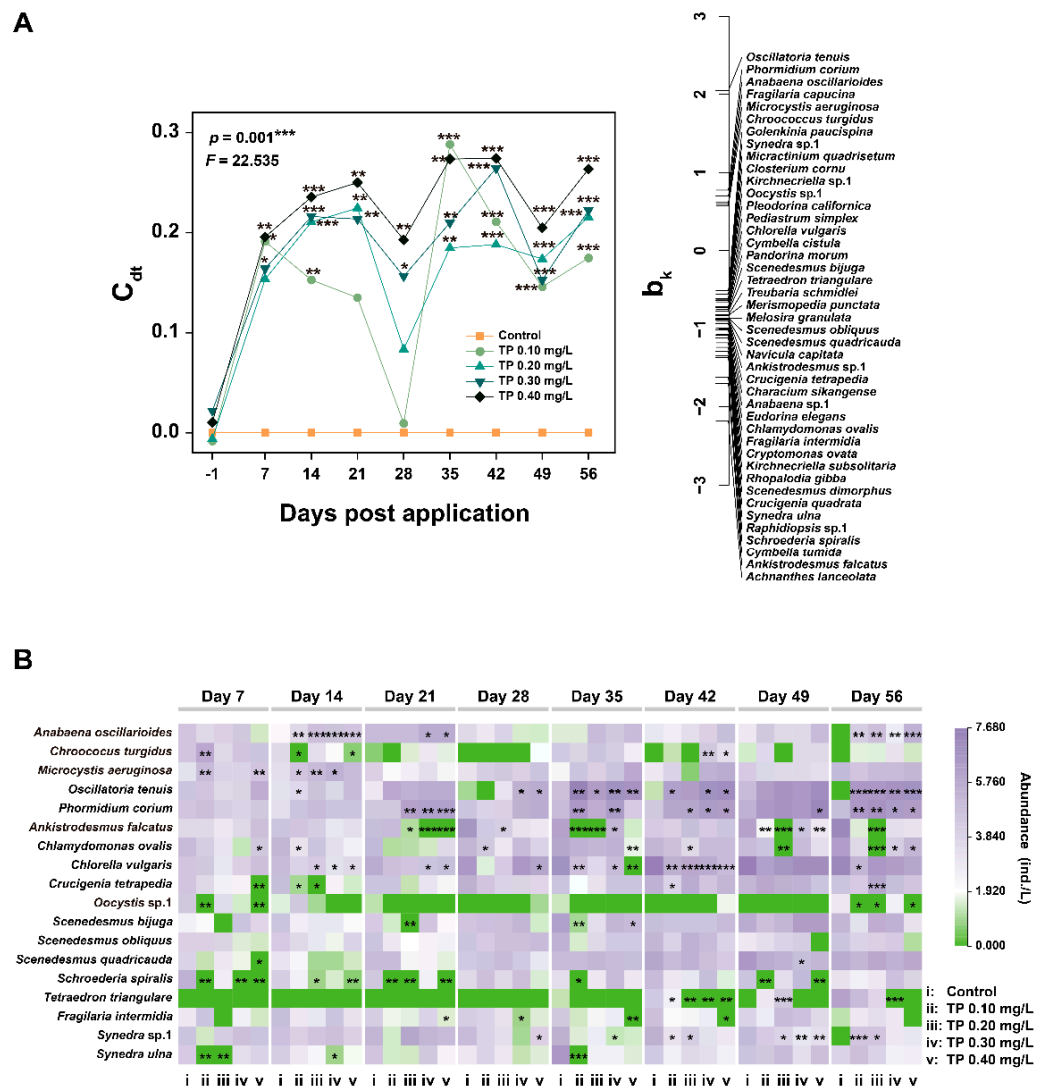 A
p = 0.001***
F = 22.535
0.3
0.2
0.1
0.0
C_dt
Control
TP 0.10 mg/L
TP 0.20 mg/L
TP 0.30 mg/L
TP 0.40 mg/L
-1 7 14 21 28 35 42 49 56
Days post application
3
2
1
0
−1
−2
−3
b_k
Oscillatoria tenuis
Phormidium corium
Anabaena oscillarioides
Fragilaria capucina
Microcystis aeruginosa
Chroococcus turgidus
Golenkinia paucispina
Synedra sp.1
Micractinium quadrisetum
Closterium cornu
Kirchnecriella sp.1
Oocystis sp.1
Pleodorina californica
Pediastrum simplex
Chlorella vulgaris
Cymbella cistula
Pandorina morum
Scenedesmus bijuga
Tetraedron triangulare
Treubaria schmidlei
Merismopedia punctata
Melosira granulata
Scenedesmus obliquus
Scenedesmus quadricauda
Navicula capitata
Ankistrodesmus sp.1
Crucigenia tetrapedia
Characium sikangense
Anabaena sp.1
Eudorina elegans
Chlamydomonas ovalis
Fragilaria intermidia
Cryptomonas ovata
Kirchnecriella subsolitaria
Rhopalodia gibba
Scenedesmus dimorphus
Crucigenia quadrata
Synedra ulna
Raphidiopsis sp.1
Schroederia spiralis
Cymbella tumida
Ankistrodesmus falcatus
Achnanthes lanceolata
B
Day 7 Day 14 Day 21 Day 28 Day 35 Day 42 Day 49 Day 56
Anabaena oscillarioides
Chroococus turgidus
Microcystis aeruginosa
Oscillatoria tenuis
Phormidium corium
Ankistrodesmus falcatus
Chlamydomonas ovalis
Chlorella vulgaris
Crucigenia tetrapedia
Oocystis sp.1
Scenedesmus bijuga
Scenedesmus obliquus
Scenedesmus quadricauda
Schroederia spiralis
Tetraedron triangulare
Fragilaria intermidia
Synedra sp.1
Synedra ulna
i ii iii iv v i ii iii iv v i ii iii iv v i ii iii iv v i ii iii iv v i ii iii iv v i ii iii iv v i ii iii iv v
7.680
5.760
3.840
1.920
0.000
Abundance (ind./L)
i: Control
ii: TP 0.10 mg/L
iii: TP 0.20 mg/L
iv: TP 0.30 mg/L
v: TP 0.40 mg/L